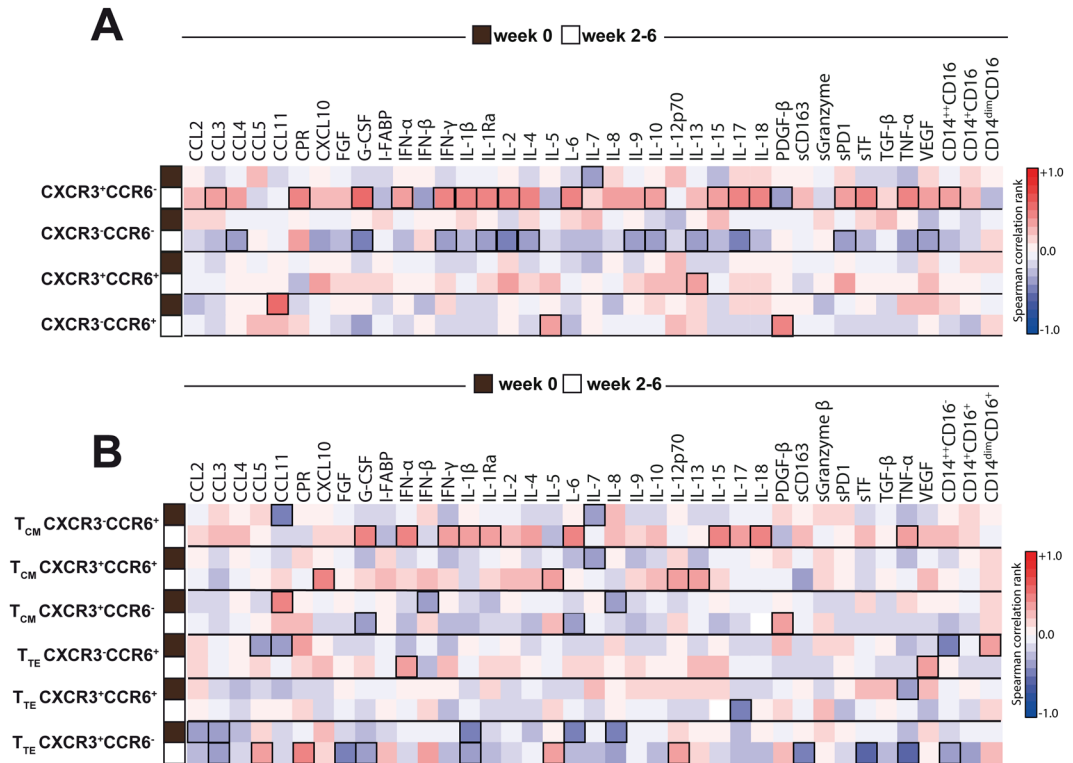 A
week 0 week 2-6
CCL2 CCL3 CCL4 CCL5 CCL11 CPR CXCL10 FGF G-CSF I-FABP IFN-α IFN-β IFN-γ IL-1β IL-1Ra IL-2 IL-4 IL-5 L-6 IL-7 IL-8 IL-9 IL-10 IL-12p70 IL-13 IL-15 IL-17 IL-18 PDGF-β sCD163 sGranzyme sPD1 sTF TGF-β TNF-α VEGF CD14++CD16 CD14+CD16 CD14dimCD16
CXCR3+CCR6-
CXCR3-CCR6-
CXCR3+CCR6+
CXCR3-CCR6+
+1.0
0.0
-1.0
Spearman correlation rank
week 0 week 2-6
B
CCL2 CCL3 CCL4 CCL5 CCL11 CPR CXCL10 FGF G-CSF I-FABP IFN-α IFN-β IFN-γ IL-1β IL-1Ra IL-2 IL-4 IL-5 IL-6 IL-7 IL-8 IL-9 IL-10 IL-12p70 IL-13 IL-15 IL-17 IL-18 PDGF-β sCD163 sGranzyme β sPD1 sTF TGF-β TNF-α VEGF CD14++CD16- CD14+CD16+ CD14dimCD16+
TCM CXCR3-CCR6+
TCM CXCR3+CCR6+
TCM CXCR3+CCR6-
TTE CXCR3-CCR6+
TTE CXCR3+CCR6+
TTE CXCR3+CCR6-
+1.0
0.0
-1.0
Spearman correlation rank